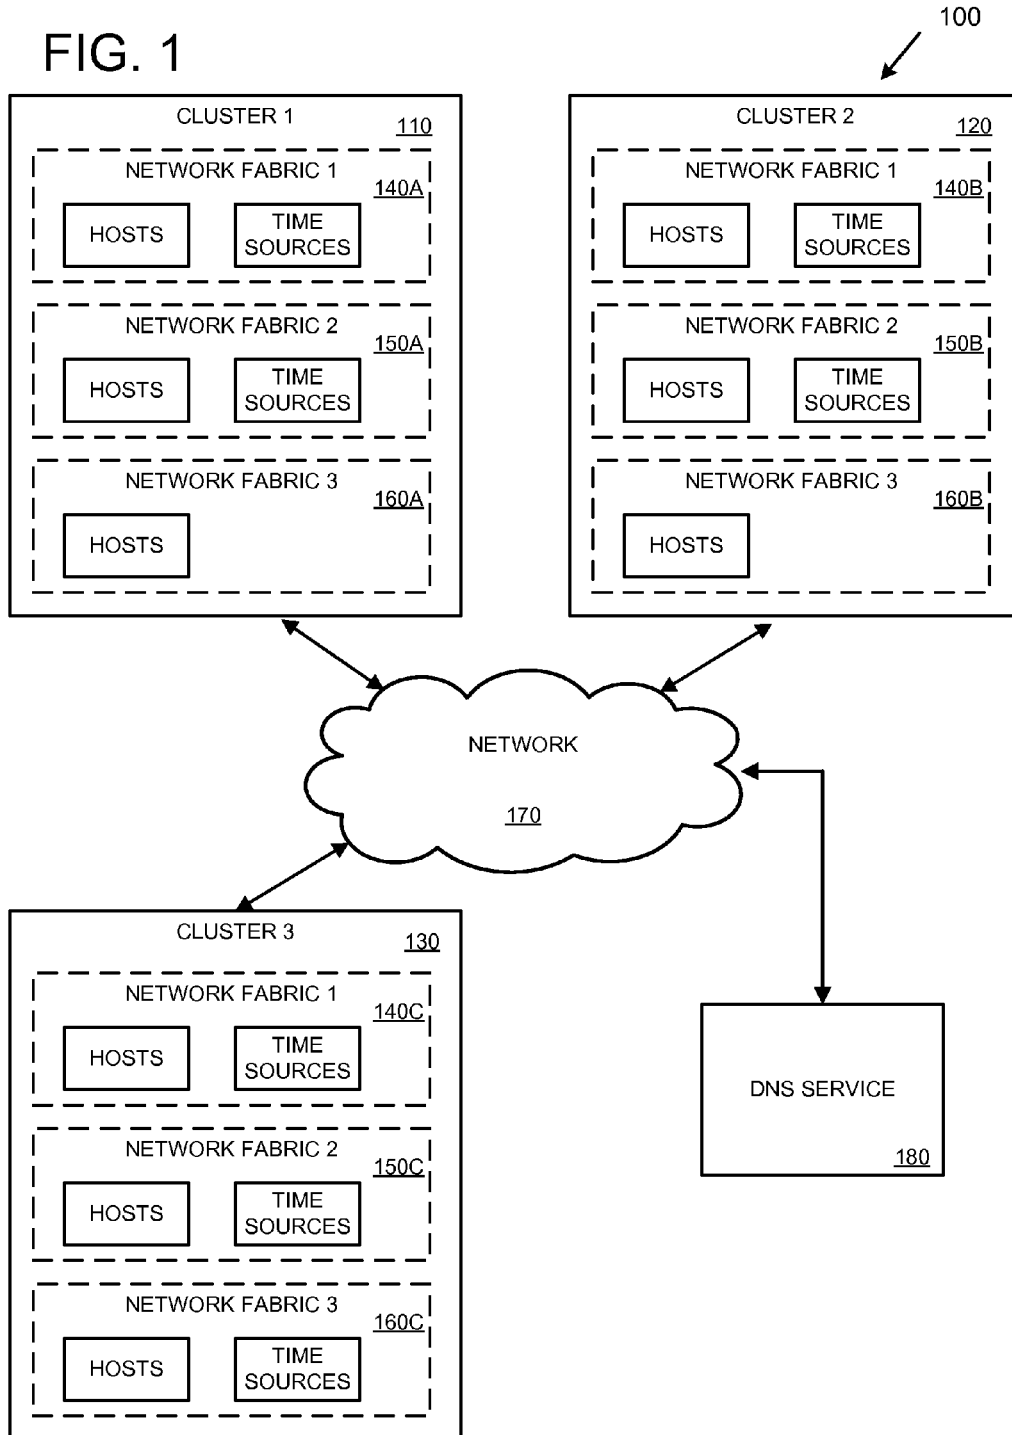 FIG. 1
100
CLUSTER 1
110
NETWORK FABRIC 1
140A
HOSTS
TIME
SOURCES
NETWORK FABRIC 2
150A
HOSTS
TIME
SOURCES
NETWORK FABRIC 3
160A
HOSTS
CLUSTER 2
120
NETWORK FABRIC 1
140B
HOSTS
TIME
SOURCES
NETWORK FABRIC 2
150B
HOSTS
TIME
SOURCES
NETWORK FABRIC 3
160B
HOSTS
NETWORK
170
CLUSTER 3
130
NETWORK FABRIC 1
140C
HOSTS
TIME
SOURCES
NETWORK FABRIC 2
150C
HOSTS
TIME
SOURCES
NETWORK FABRIC 3
160C
HOSTS
TIME
SOURCES
DNS SERVICE
180